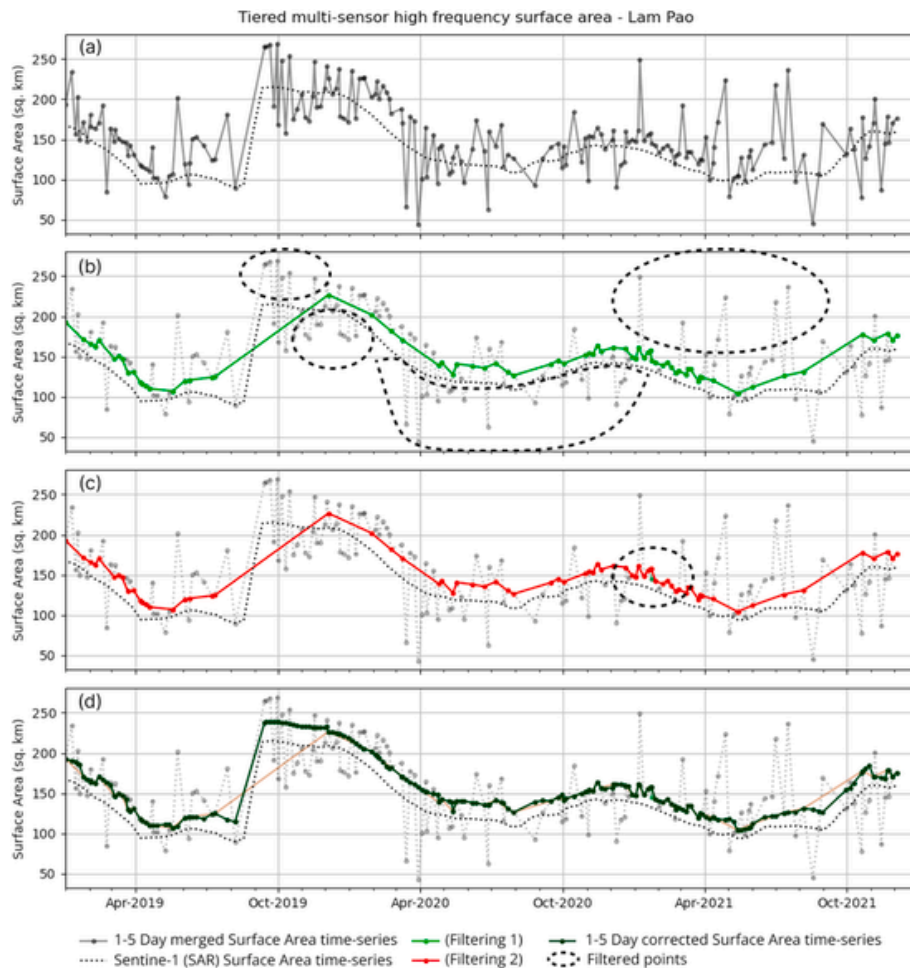 Tiered multi-sensor high frequency surface area - Lam Pao
(a)
Surface Area (sq. km)
250
200
150
100
50
(b)
Surface Area (sq. km)
250
200
150
100
50
(c)
Surface Area (sq. km)
250
200
150
100
50
(d)
Surface Area (sq. km)
250
200
150
100
50
Apr-2019 Oct-2019 Apr-2020 Oct-2020 Apr-2021 Oct-2021
1-5 Day merged Surface Area time-series (Filtering 1) 1-5 Day corrected Surface Area time-series
Sentine-1 (SAR) Surface Area time-series (Filtering 2) Filtered points